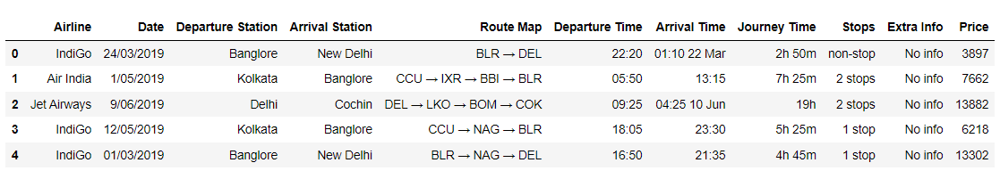 Airline Date Departure Station Arrival Station Route Map Departure Time Arrival Time Journey Time Stops Extra Info Price
0 IndiGo 24/03/2019 Banglore New Delhi BLR → DEL 22:20 01:10 22 Mar 2h 50m non-stop No info 3897
1 Air India 1/05/2019 Kolkata Banglore CCU → IXR → BBI → BLR 05:50 13:15 7h 25m 2 stops No info 7662
2 Jet Airways 9/06/2019 Delhi Cochin DEL → LKO → BOM → COK 09:25 04:25 10 Jun 19h 2 stops No info 13882
3 IndiGo 12/05/2019 Kolkata Banglore CCU → NAG → BLR 18:05 23:30 5h 25m 1 stop No info 6218
4 IndiGo 01/03/2019 Banglore New Delhi BLR → NAG → DEL 16:50 21:35 4h 45m 1 stop No info 13302